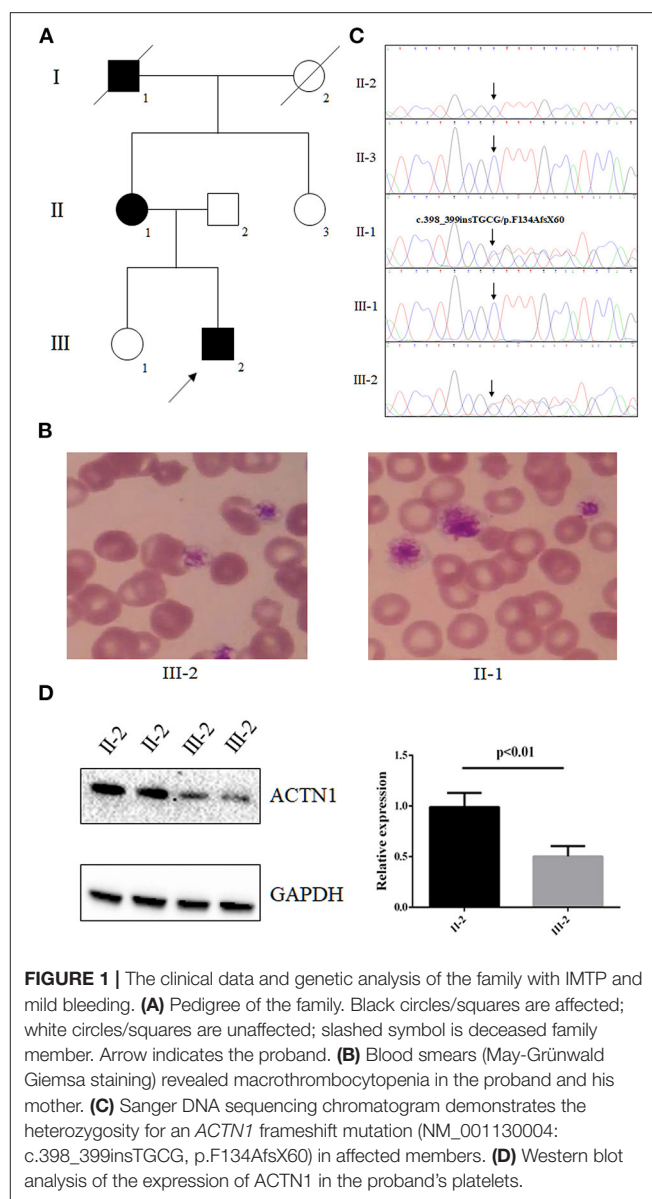 A
C
I
1
2
II
1
2
3
III
1
2
II-2
II-3
c.398_399insTGCG/p.F134AfsX60
II-1
III-1
III-2
B
III-2
II-1
D
II-2 II-2 III-2 III-2
ACTN1
GAPDH
p<0.01
Relative expression
1.5
1.0
0.5
0.0
II-2
III-2
FIGURE 1 | The clinical data and genetic analysis of the family with IMTP and
mild bleeding. (A) Pedigree of the family. Black circles/squares are affected;
white circles/squares are unaffected; slashed symbol is deceased family
member. Arrow indicates the proband. (B) Blood smears (May-Grünwald
Giemsa staining) revealed macrothrombocytopenia in the proband and his
mother. (C) Sanger DNA sequencing chromatogram demonstrates the
heterozygosity for an ACTN1 frameshift mutation (NM_001130004:
c.398_399insTGCG, p.F134AfsX60) in affected members. (D) Western blot
analysis of the expression of ACTN1 in the proband's platelets.